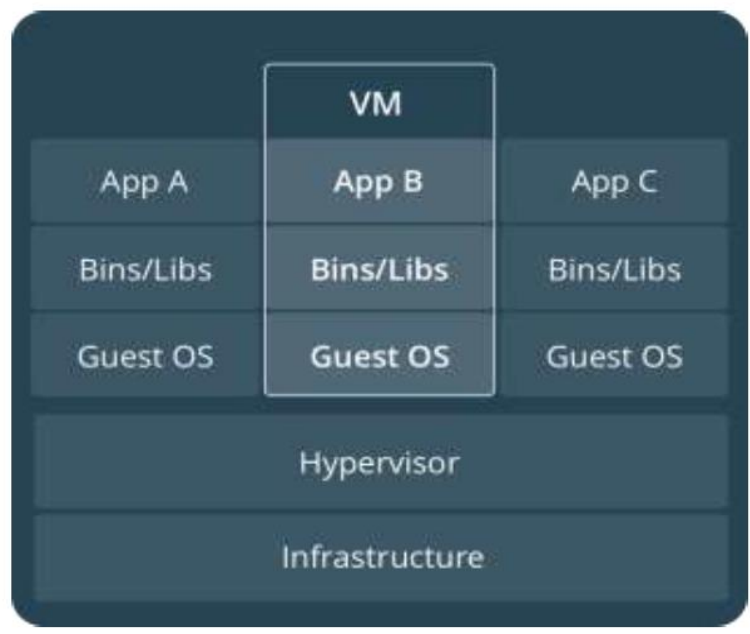 VM
App A App B App C
Bins/Libs Bins/Libs Bins/Libs
Guest OS Guest OS Guest OS
Hypervisor
Infrastructure